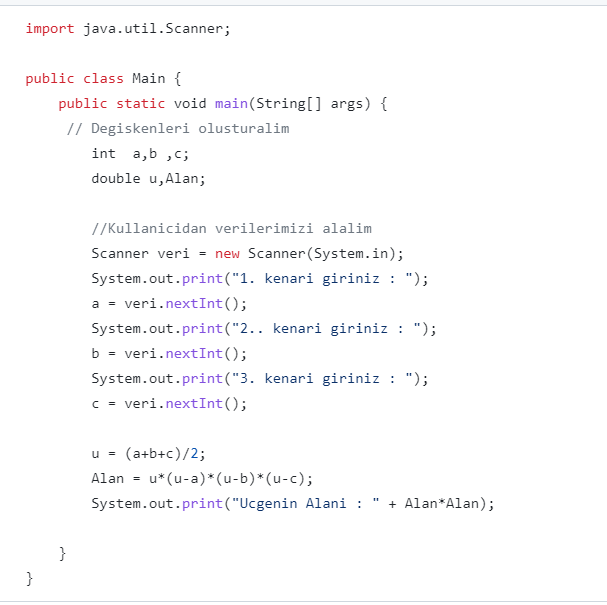 import java.util.Scanner;
public class Main {
public static void main(String[] args) {
// Degiskenleri olusturalim
int  a,b ,c;
double u,Alan;
//Kullanicidan verilerimizi alalim
Scanner veri = new Scanner(System.in);
System.out.print("1. kenari giriniz : ");
a = veri.nextInt();
System.out.print("2.. kenari giriniz : ");
b = veri.nextInt();
System.out.print("3. kenari giriniz : ");
c = veri.nextInt();
u = (a+b+c)/2;
Alan = u*(u-a)*(u-b)*(u-c);
System.out.print("Ucgenin Alani : " + Alan*Alan);
}
}